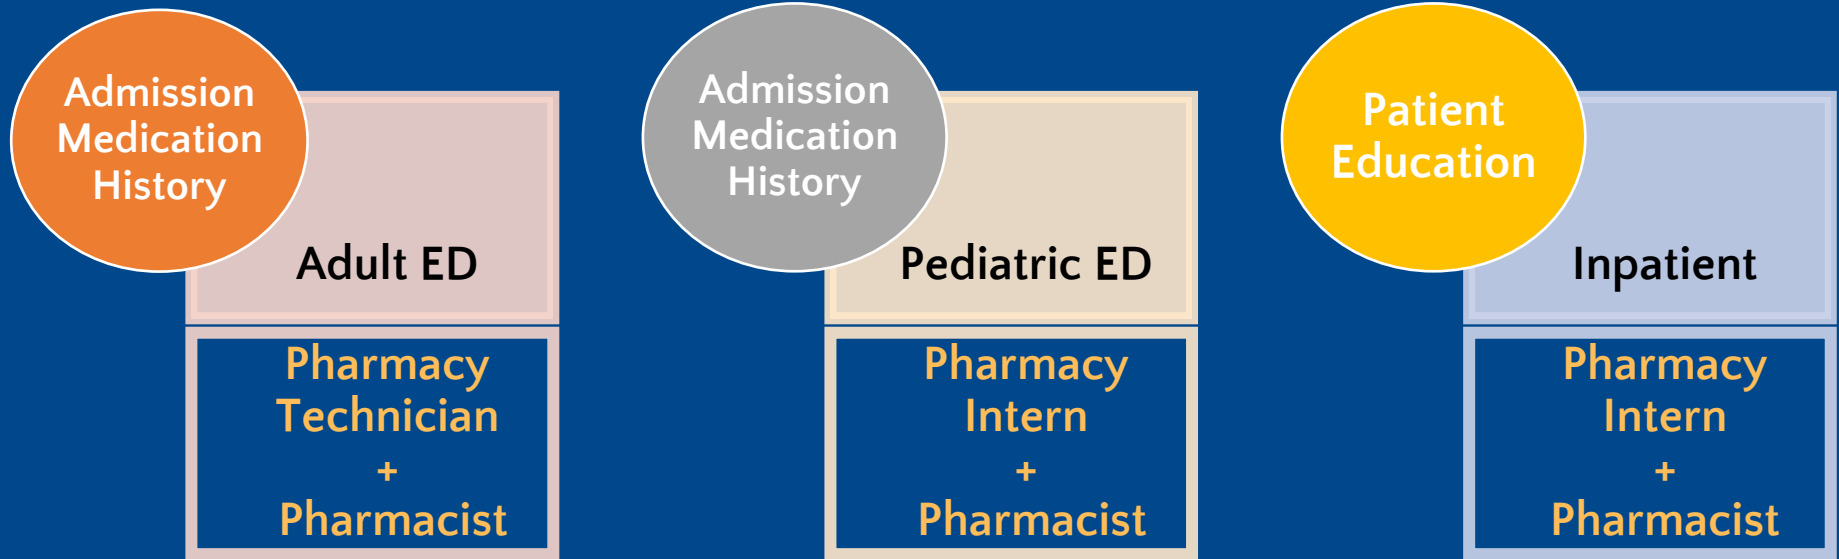 Admission
Medication
History
Adult ED
Pharmacy
Technician
+
Pharmacist
Admission
Medication
History
Pediatric ED
Pharmacy
Intern
+
Pharmacist
Patient
Education
Inpatient
Pharmacy
Intern
+
Pharmacist